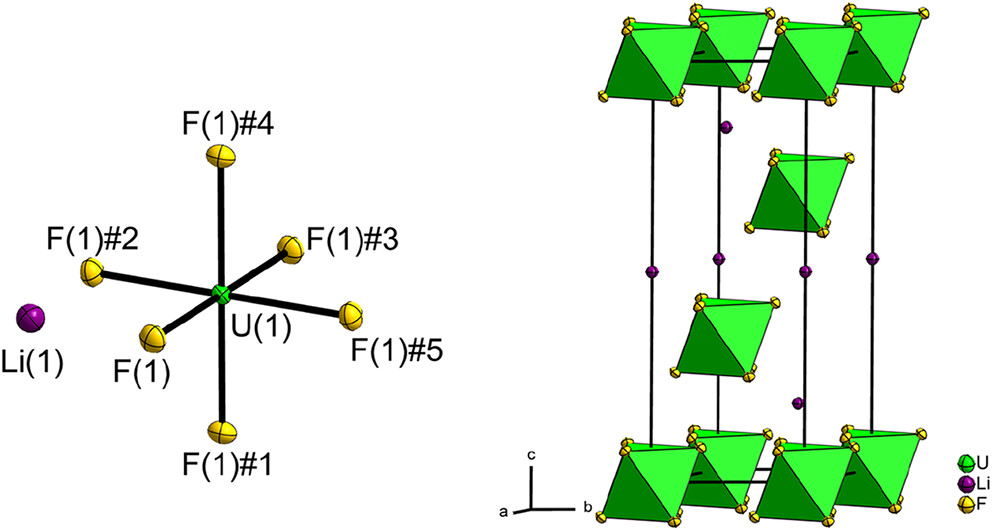 F(1)#4
F(1)#2
F(1)#3
U(1)
Li(1)
F(1)
F(1)#5
F(1)#1
c
a
b
U
Li
F